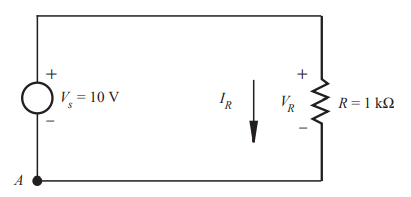 +
V_s = 10 V
−
I_R
+
V_R
−
R = 1 kΩ
A